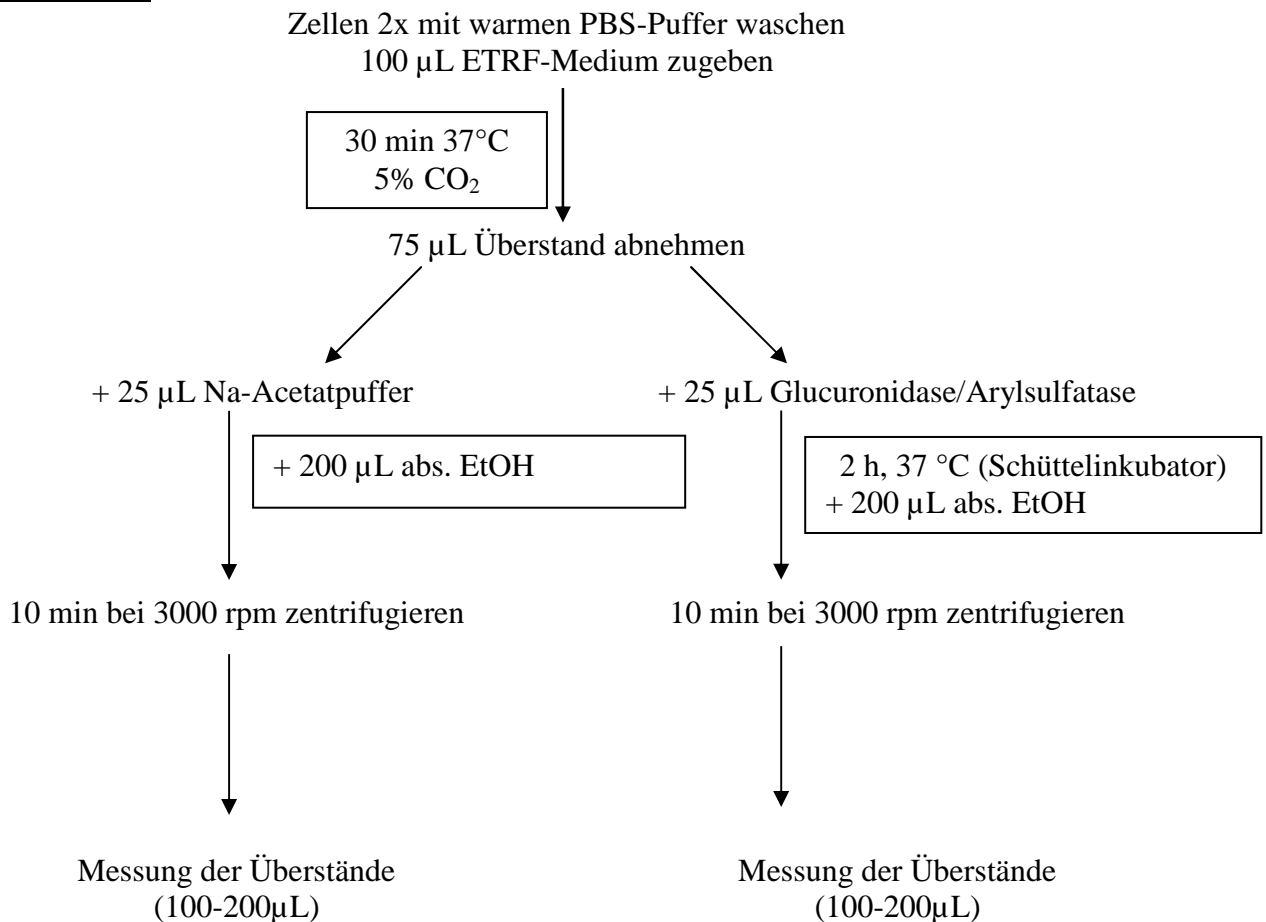 Zellen 2x mit warmen PBS-Puffer waschen
100 µL ETRF-Medium zugeben
30 min 37°C
5% CO₂
75 µL Überstand abnehmen
+ 25 µL Na-Acetatpuffer
+ 25 µL Glucuronidase/Arylsulfatase
+ 200 µL abs. EtOH
2 h, 37 °C (Schüttelinkubator)
+ 200 µL abs. EtOH
10 min bei 3000 rpm zentrifugieren
10 min bei 3000 rpm zentrifugieren
Messung der Überstände
(100-200µL)
Messung der Überstände
(100-200µL)